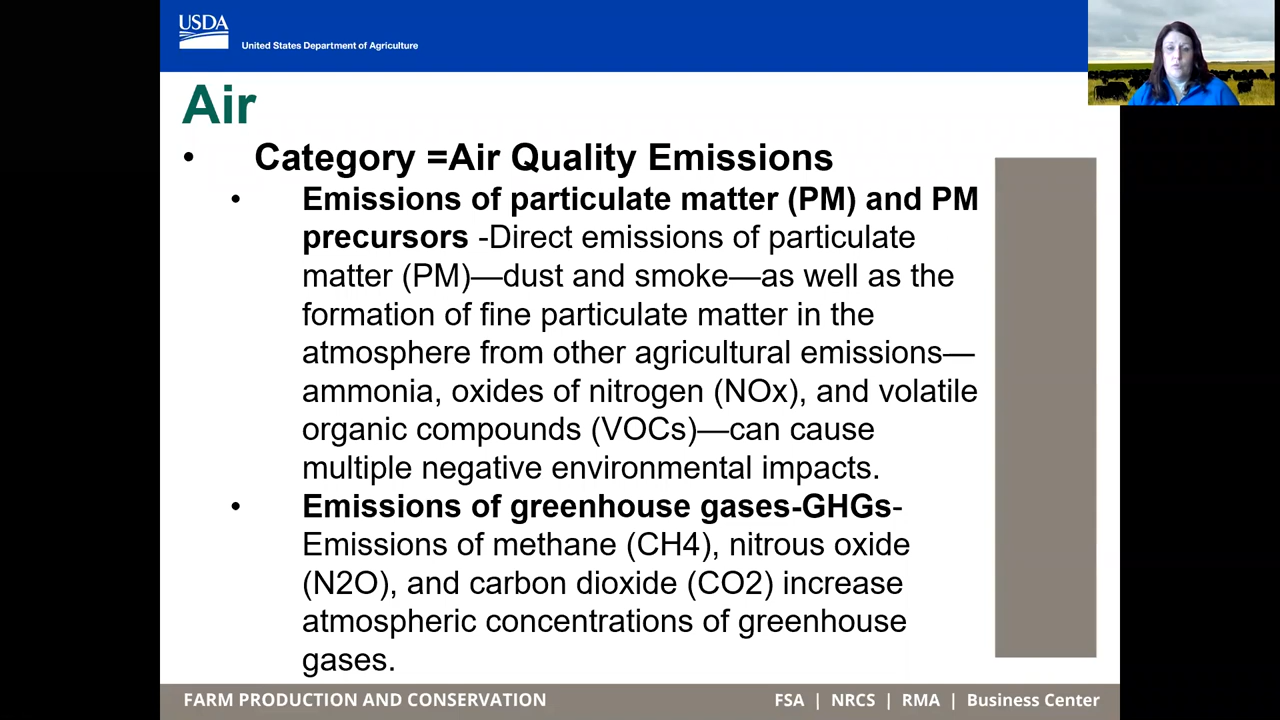 USDA
United States Department of Agriculture
Air
• Category =Air Quality Emissions
• Emissions of particulate matter (PM) and PM
precursors -Direct emissions of particulate
matter (PM)—dust and smoke—as well as the
formation of fine particulate matter in the
atmosphere from other agricultural emissions—
ammonia, oxides of nitrogen (NOx), and volatile
organic compounds (VOCs)—can cause
multiple negative environmental impacts.
• Emissions of greenhouse gases-GHGs-
Emissions of methane (CH4), nitrous oxide
(N2O), and carbon dioxide (CO2) increase
atmospheric concentrations of greenhouse
gases.
FARM PRODUCTION AND CONSERVATION
FSA | NRCS | RMA | Business Center